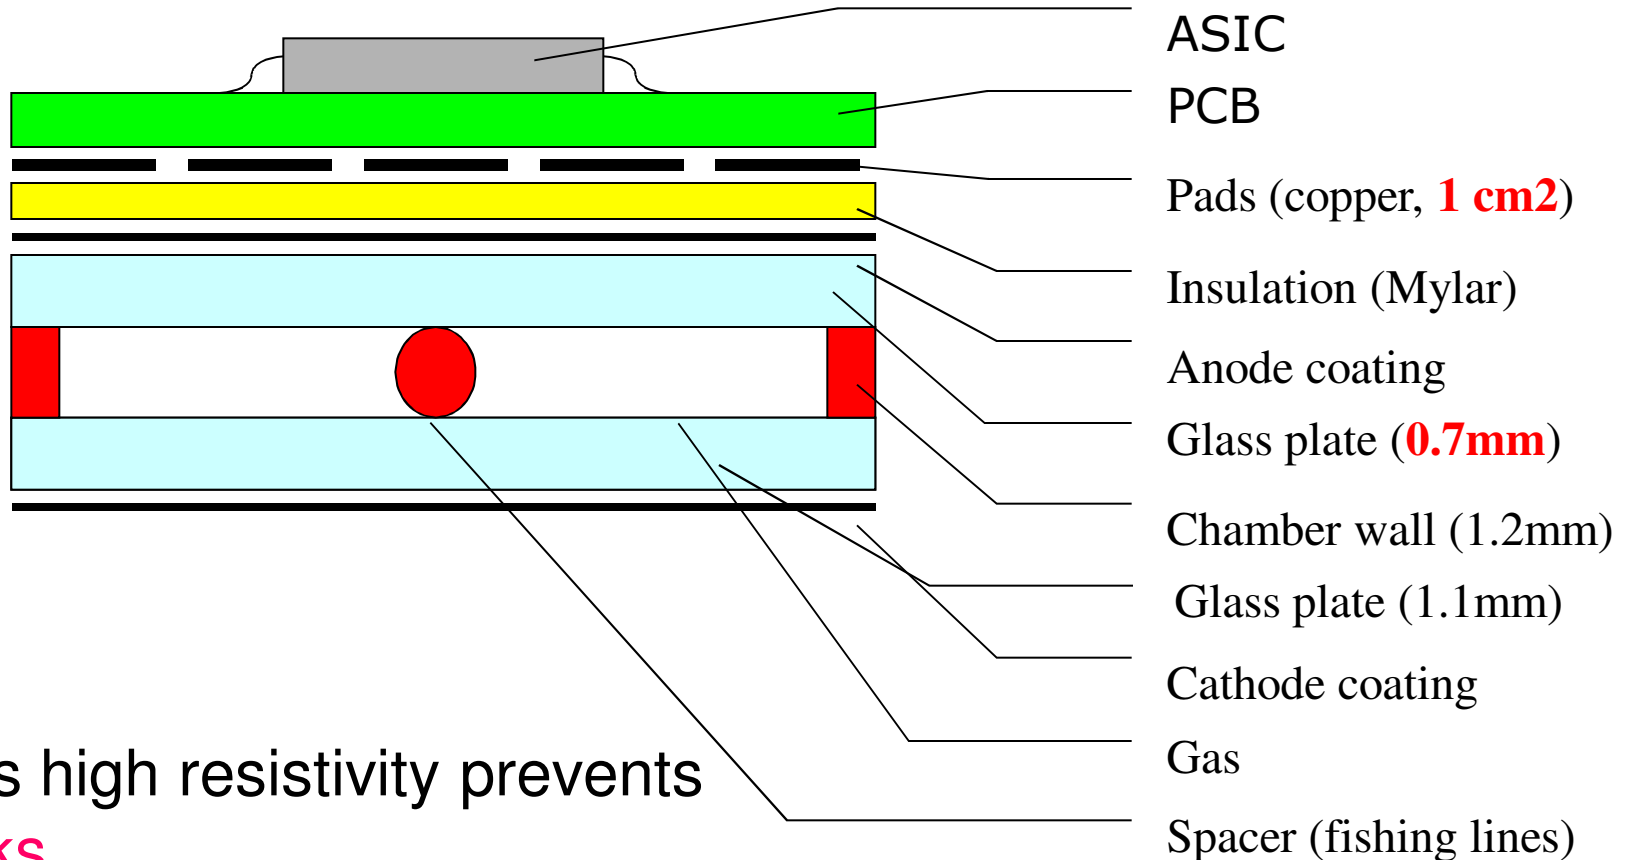 ASIC
PCB
Pads (copper, 1 cm2)
Insulation (Mylar)
Anode coating
Glass plate (0.7mm)
Chamber wall (1.2mm)
Glass plate (1.1mm)
Cathode coating
Gas
Spacer (fishing lines)
high resistivity prevents